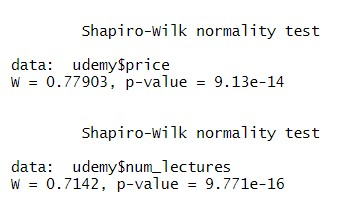 Shapiro-Wilk normality test
data: udemy$price
W = 0.77903, p-value = 9.13e-14
Shapiro-Wilk normality test
data: udemy$num_lectures
W = 0.7142, p-value = 9.771e-16